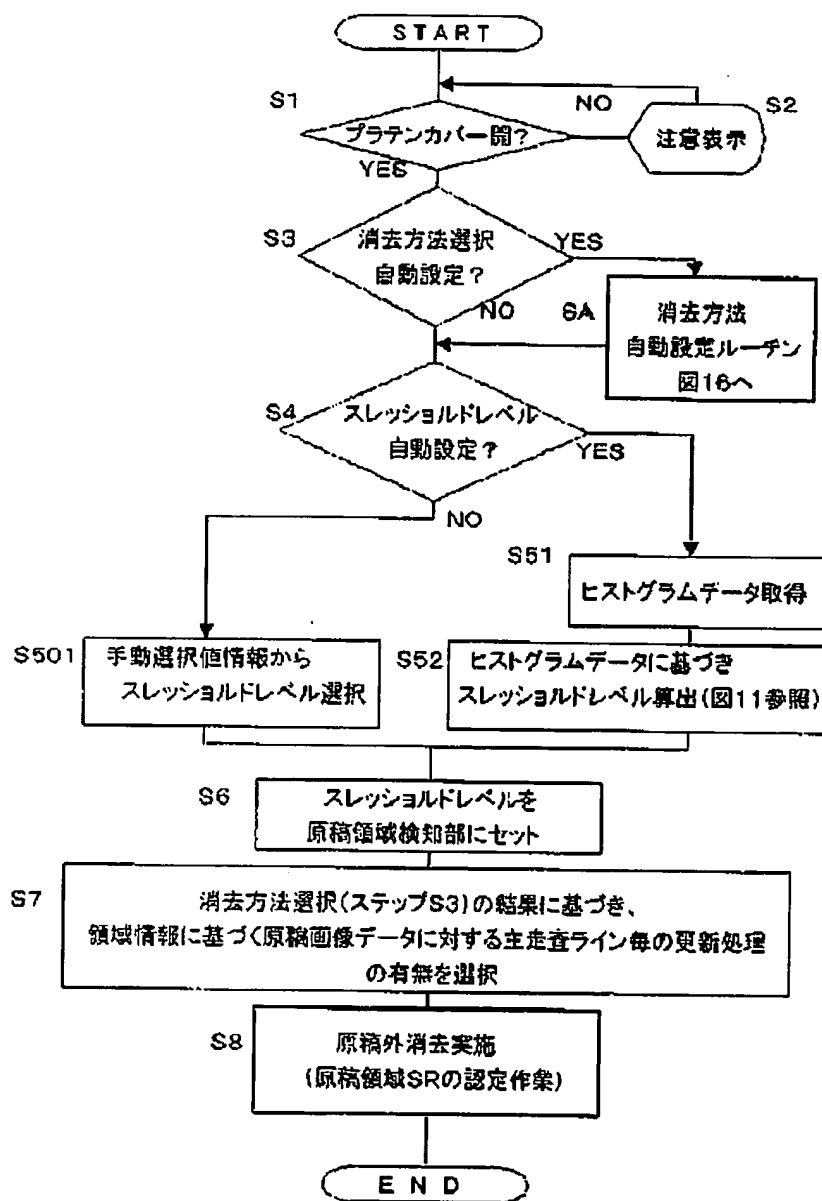 START
S1
NO
S2
プラテンカバー開?
注意表示
YES
S3
消去方法選択
自動設定?
YES
NO
SA
消去方法
自動設定ルーチン
図16へ
S4
スレッショルドレベル
自動設定?
YES
NO
S51
ヒストグラムデータ取得
S501
手動選択値情報から
スレッショルドレベル選択
S52
ヒストグラムデータに基づき
スレッショルドレベル算出(図11参照)
S6
スレッショルドレベルを
原稿領域検知部にセット
S7
消去方法選択(ステップS3)の結果に基づき、
領域情報に基づく原稿画像データに対する主走査ライン毎の更新処理
の有無を選択
S8
原稿外消去実施
(原稿領域SRの認定作業)
END